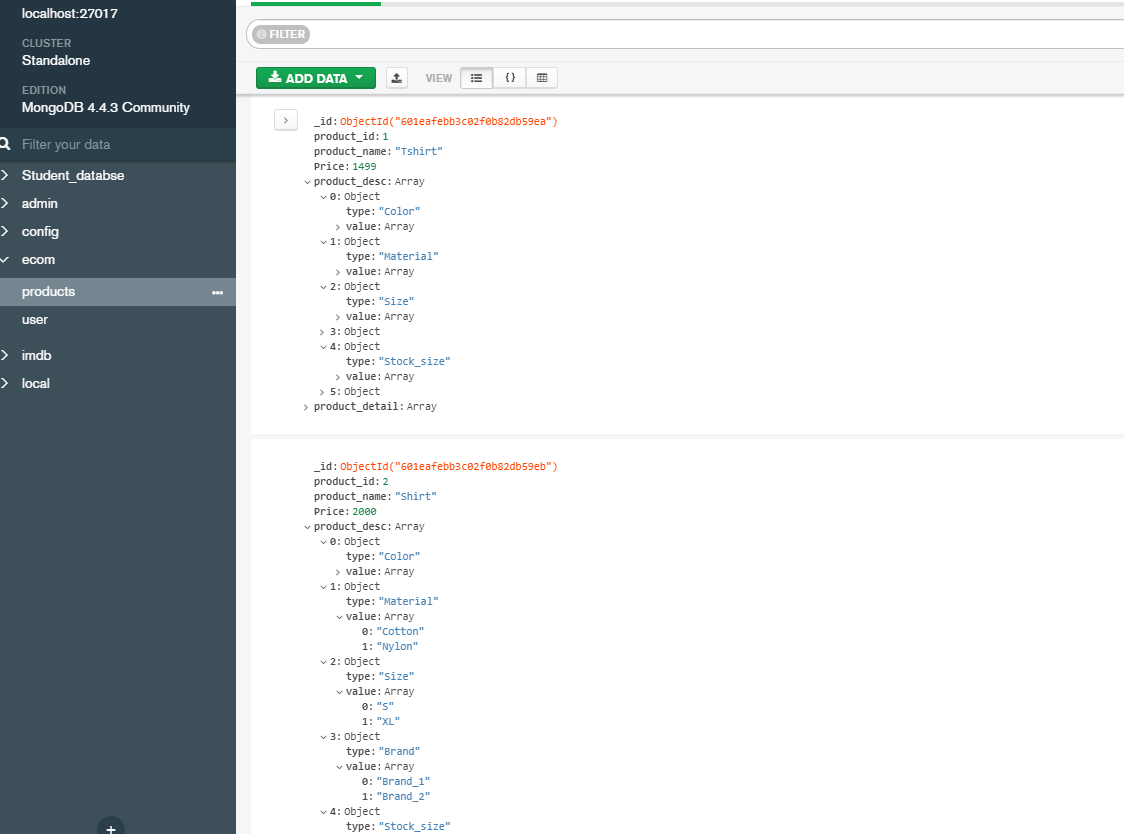 localhost:27017
CLUSTER
Standalone
EDITION
MongoDB 4.4.3 Community
Filter your data
Student_databse
admin
config
ecom
products
user
imdb
local
FILTER
ADD DATA
VIEW
_id: ObjectId("601eafebb3c02f0b82db59ea")
product_id: 1
product_name: "Tshirt"
Price: 1499
product_desc: Array
0: Object
type: "Color"
value: Array
1: Object
type: "Material"
value: Array
2: Object
type: "Size"
value: Array
3: Object
4: Object
type: "Stock_size"
value: Array
5: Object
product_detail: Array
_id: ObjectId("601eafebb3c02f0b82db59eb")
product_id: 2
product_name: "Shirt"
Price: 2000
product_desc: Array
0: Object
type: "Color"
value: Array
1: Object
type: "Material"
value: Array
0: "Cotton"
1: "Nylon"
2: Object
type: "Size"
value: Array
0: "S"
1: "XL"
3: Object
type: "Brand"
value: Array
0: "Brand_1"
1: "Brand_2"
4: Object
type: "Stock_size"